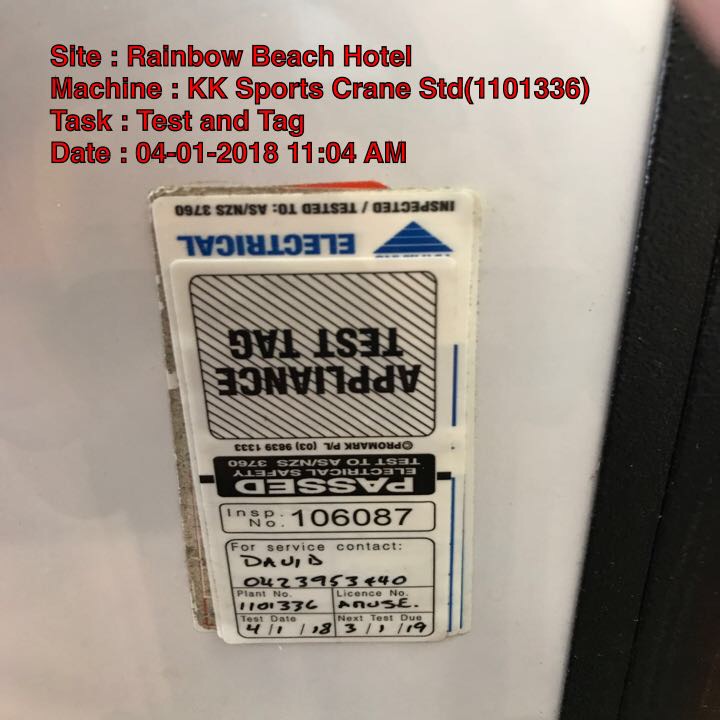 Site : Rainbow Beach Hotel
Machine : KK Sports Crane Std(1101336)
Task : Test and Tag
Date : 04-01-2018 11:04 AM
INSPECTED / TESTED TO: AS/NZS 3760
ELECTRICAL
APPLIANCE
TEST TAG
©PROMARK P/L (03) 9639 1333
PASSED
ELECTRICAL SAFETY
TEST TO AS/NZS 3760
Insp. No. 106087
For service contact:
DAVID
0423953440
Plant No. Licence No.
1101336 AMUSE.
Test Date Next Test Due
4/1/18 3/1/19